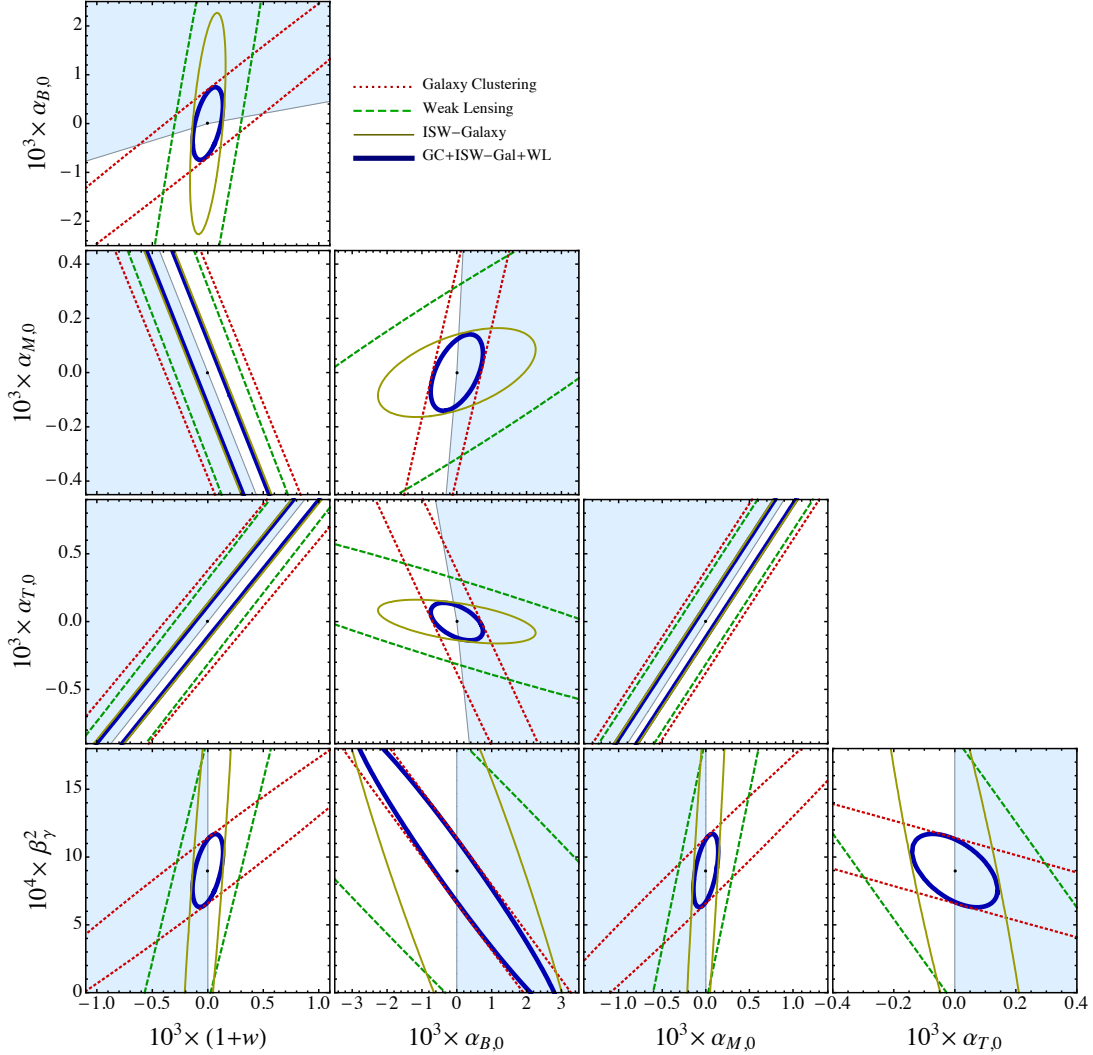 2
1
0
−1
−2
10³× α_{B,0}
Galaxy Clustering
Weak Lensing
ISW−Galaxy
GC+ISW−Gal+WL
0.4
0.2
0.0
−0.2
−0.4
10³× α_{M,0}
0.5
0.0
−0.5
10³× α_{T,0}
15
10
5
0
10⁴× β_γ²
−1.0 −0.5 0.0 0.5 1.0 −3 −2 −1 0 1 2 3 −1.0 −0.5 0.0 0.5 1.0 −0.4 −0.2 0.0 0.2 0.4
10³× (1+w) 10³× α_{B,0} 10³× α_{M,0} 10³× α_{T,0}